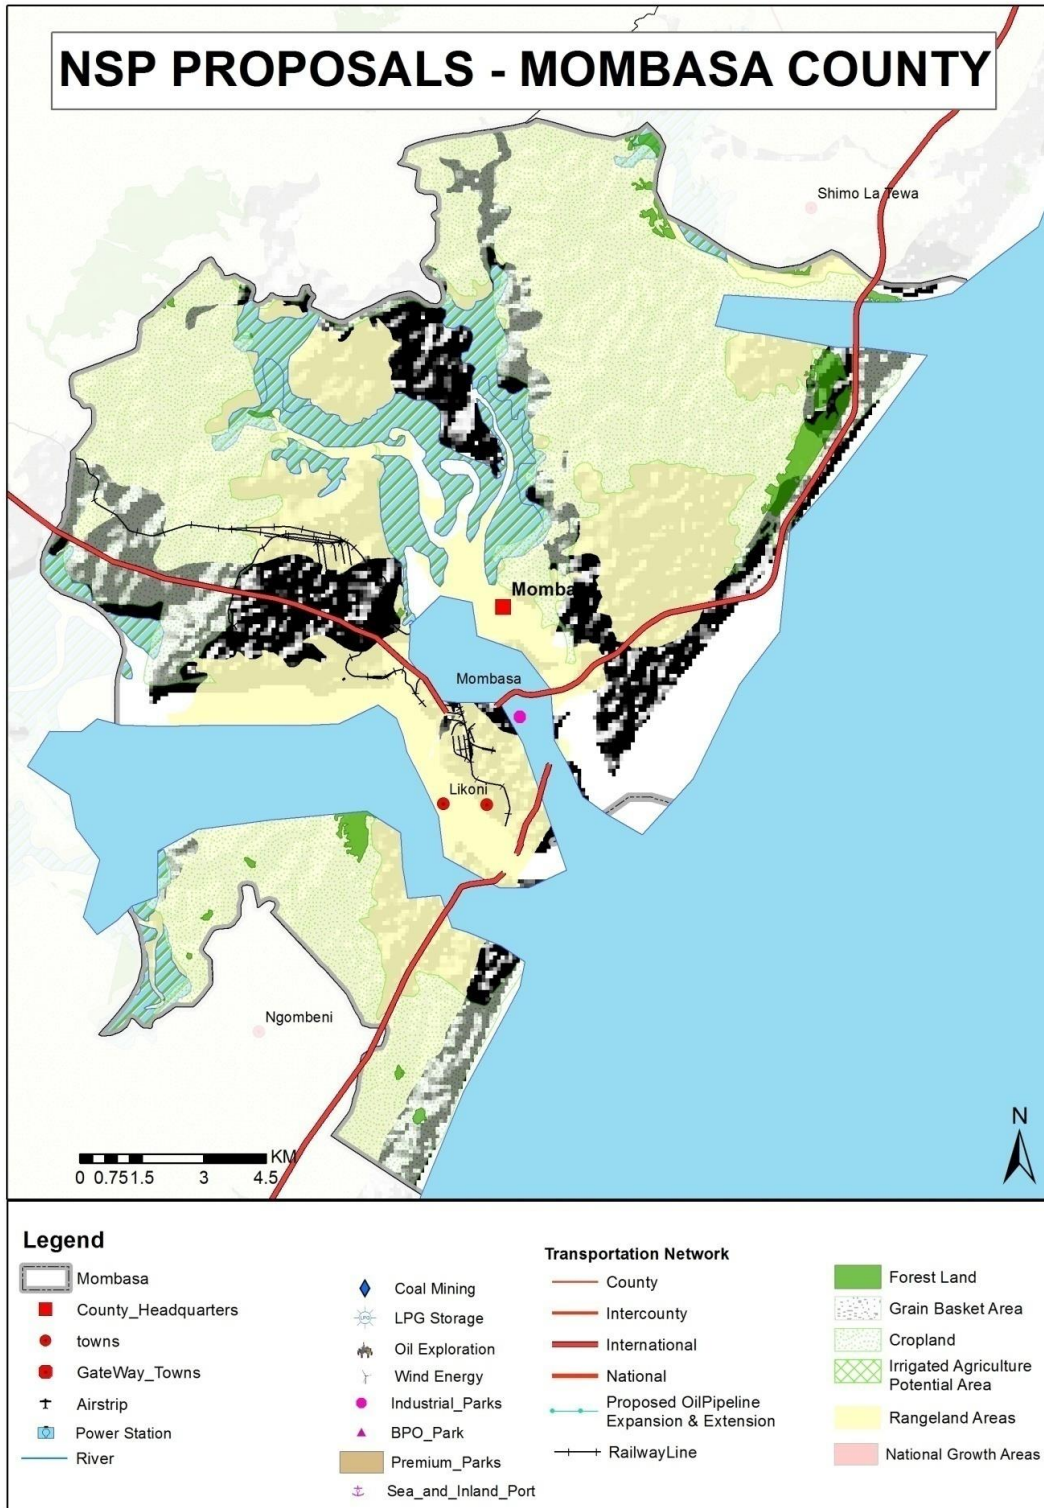 NSP PROPOSALS - MOMBASA COUNTY
Shimo La Tewa
Momba
Mombasa
Likoni
Ngombeni
N
KM
0 0.75 1.5 3 4.5
Legend
Mombasa
County_Headquarters
towns
GateWay_Towns
Airstrip
Power Station
River
Coal Mining
LPG Storage
Oil Exploration
Wind Energy
Industrial_Parks
BPO_Park
Premium_Parks
Sea_and_Inland_Port
Transportation Network
County
Intercounty
International
National
Proposed OilPipeline
Expansion & Extension
RailwayLine
Forest Land
Grain Basket Area
Cropland
Irrigated Agriculture
Potential Area
Rangeland Areas
National Growth Areas